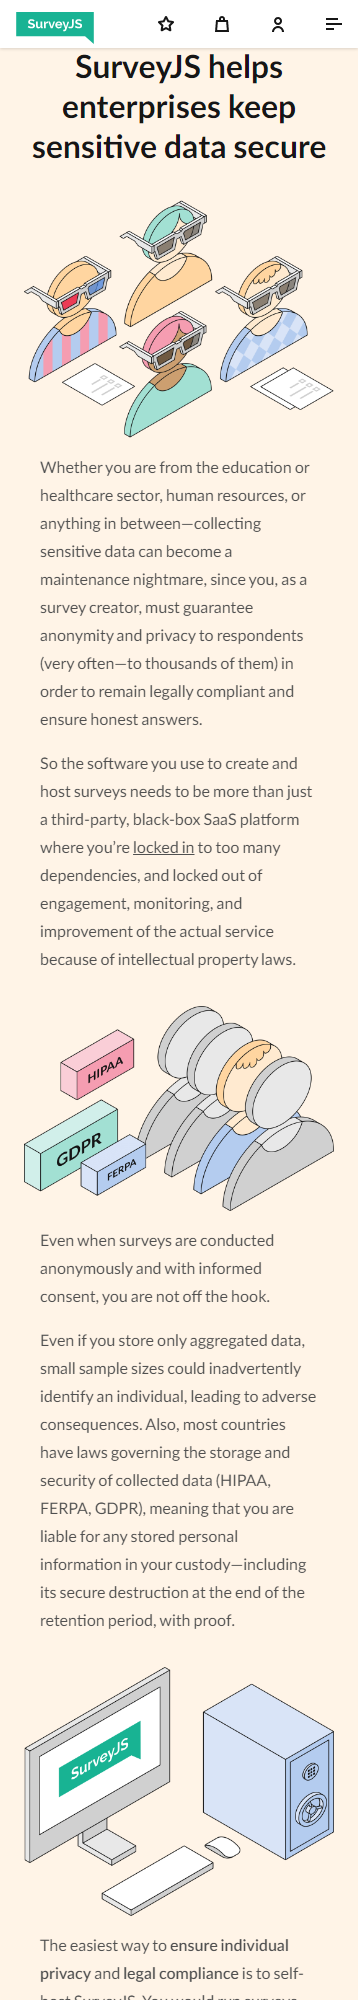 SurveyJS
SurveyJS helps
enterprises keep
sensitive data secure
Whether you are from the education or
healthcare sector, human resources, or
anything in between—collecting
sensitive data can become a
maintenance nightmare, since you, as a
survey creator, must guarantee
anonymity and privacy to respondents
(very often—to thousands of them) in
order to remain legally compliant and
ensure honest answers.
So the software you use to create and
host surveys needs to be more than just
a third-party, black-box SaaS platform
where you’re locked in to too many
dependencies, and locked out of
engagement, monitoring, and
improvement of the actual service
because of intellectual property laws.
HIPAA
GDPR
FERPA
Even when surveys are conducted
anonymously and with informed
consent, you are not off the hook.
Even if you store only aggregated data,
small sample sizes could inadvertently
identify an individual, leading to adverse
consequences. Also, most countries
have laws governing the storage and
security of collected data (HIPAA,
FERPA, GDPR), meaning that you are
liable for any stored personal
information in your custody—including
its secure destruction at the end of the
retention period, with proof.
SurveyJS
The easiest way to ensure individual
privacy and legal compliance is to self-
host SurveyJS. You would run surveys